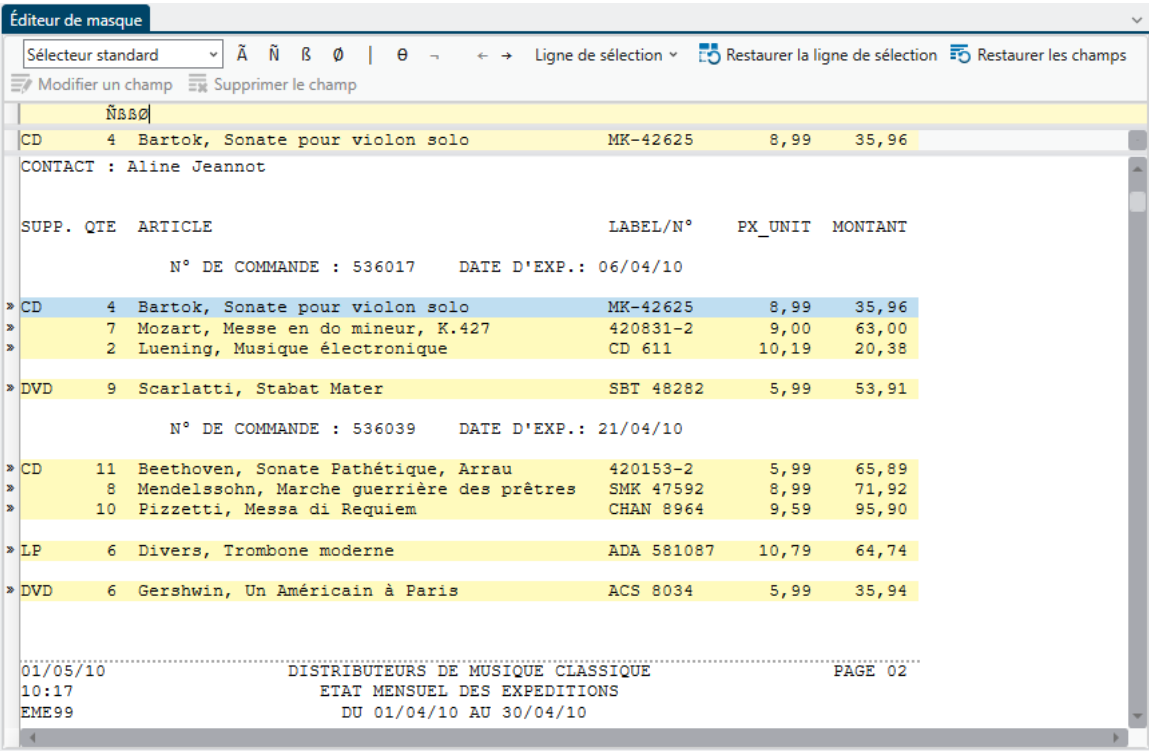 Éditeur de masque
Sélecteur standard Ã Ñ ß Ø | Ɵ ¬ ← → Ligne de sélection Restaurer la ligne de sélection Restaurer les champs
Modifier un champ Supprimer le champ
ÑßßØ
CD 4 Bartok, Sonate pour violon solo MK-42625 8,99 35,96
CONTACT : Aline Jeannot
SUPP. QTE ARTICLE LABEL/N° PX_UNIT MONTANT
N° DE COMMANDE : 536017 DATE D'EXP.: 06/04/10
» CD 4 Bartok, Sonate pour violon solo MK-42625 8,99 35,96
» 7 Mozart, Messe en do mineur, K.427 420831-2 9,00 63,00
» 2 Luening, Musique électronique CD 611 10,19 20,38
» DVD 9 Scarlatti, Stabat Mater SBT 48282 5,99 53,91
N° DE COMMANDE : 536039 DATE D'EXP.: 21/04/10
» CD 11 Beethoven, Sonate Pathétique, Arrau 420153-2 5,99 65,89
» 8 Mendelssohn, Marche guerrière des prêtres SMK 47592 8,99 71,92
» 10 Pizzetti, Messa di Requiem CHAN 8964 9,59 95,90
» LP 6 Divers, Trombone moderne ADA 581087 10,79 64,74
» DVD 6 Gershwin, Un Américain à Paris ACS 8034 5,99 35,94
01/05/10 DISTRIBUTEURS DE MUSIQUE CLASSIQUE PAGE 02
10:17 ETAT MENSUEL DES EXPEDITIONS
EME99 DU 01/04/10 AU 30/04/10